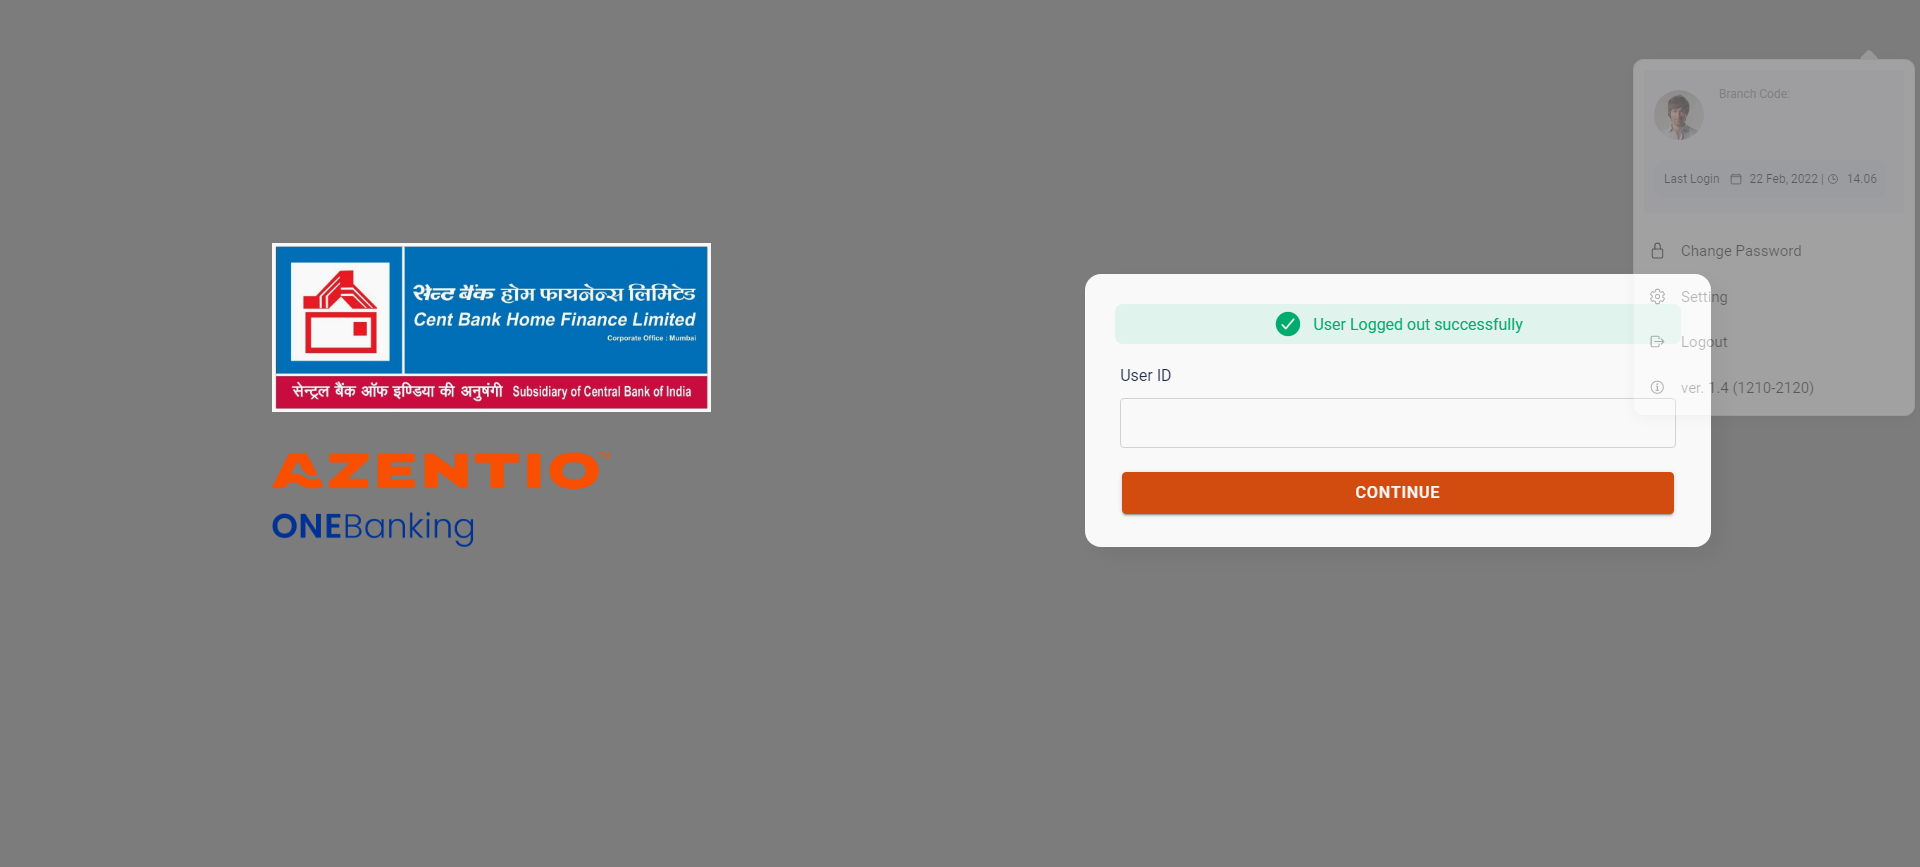 सेन्ट बैंक होम फायनेन्स लिमिटेड
Cent Bank Home Finance Limited
Corporate Office : Mumbai
सेन्ट्रल बैंक ऑफ इण्डिया की अनुषंगी Subsidiary of Central Bank of India
AZENTIO
ONEBanking
User Logged out successfully
User ID
CONTINUE
Branch Code:
Last Login 22 Feb, 2022 | 14.06
Change Password
Setting
Logout
ver. 1.4 (1210-2120)